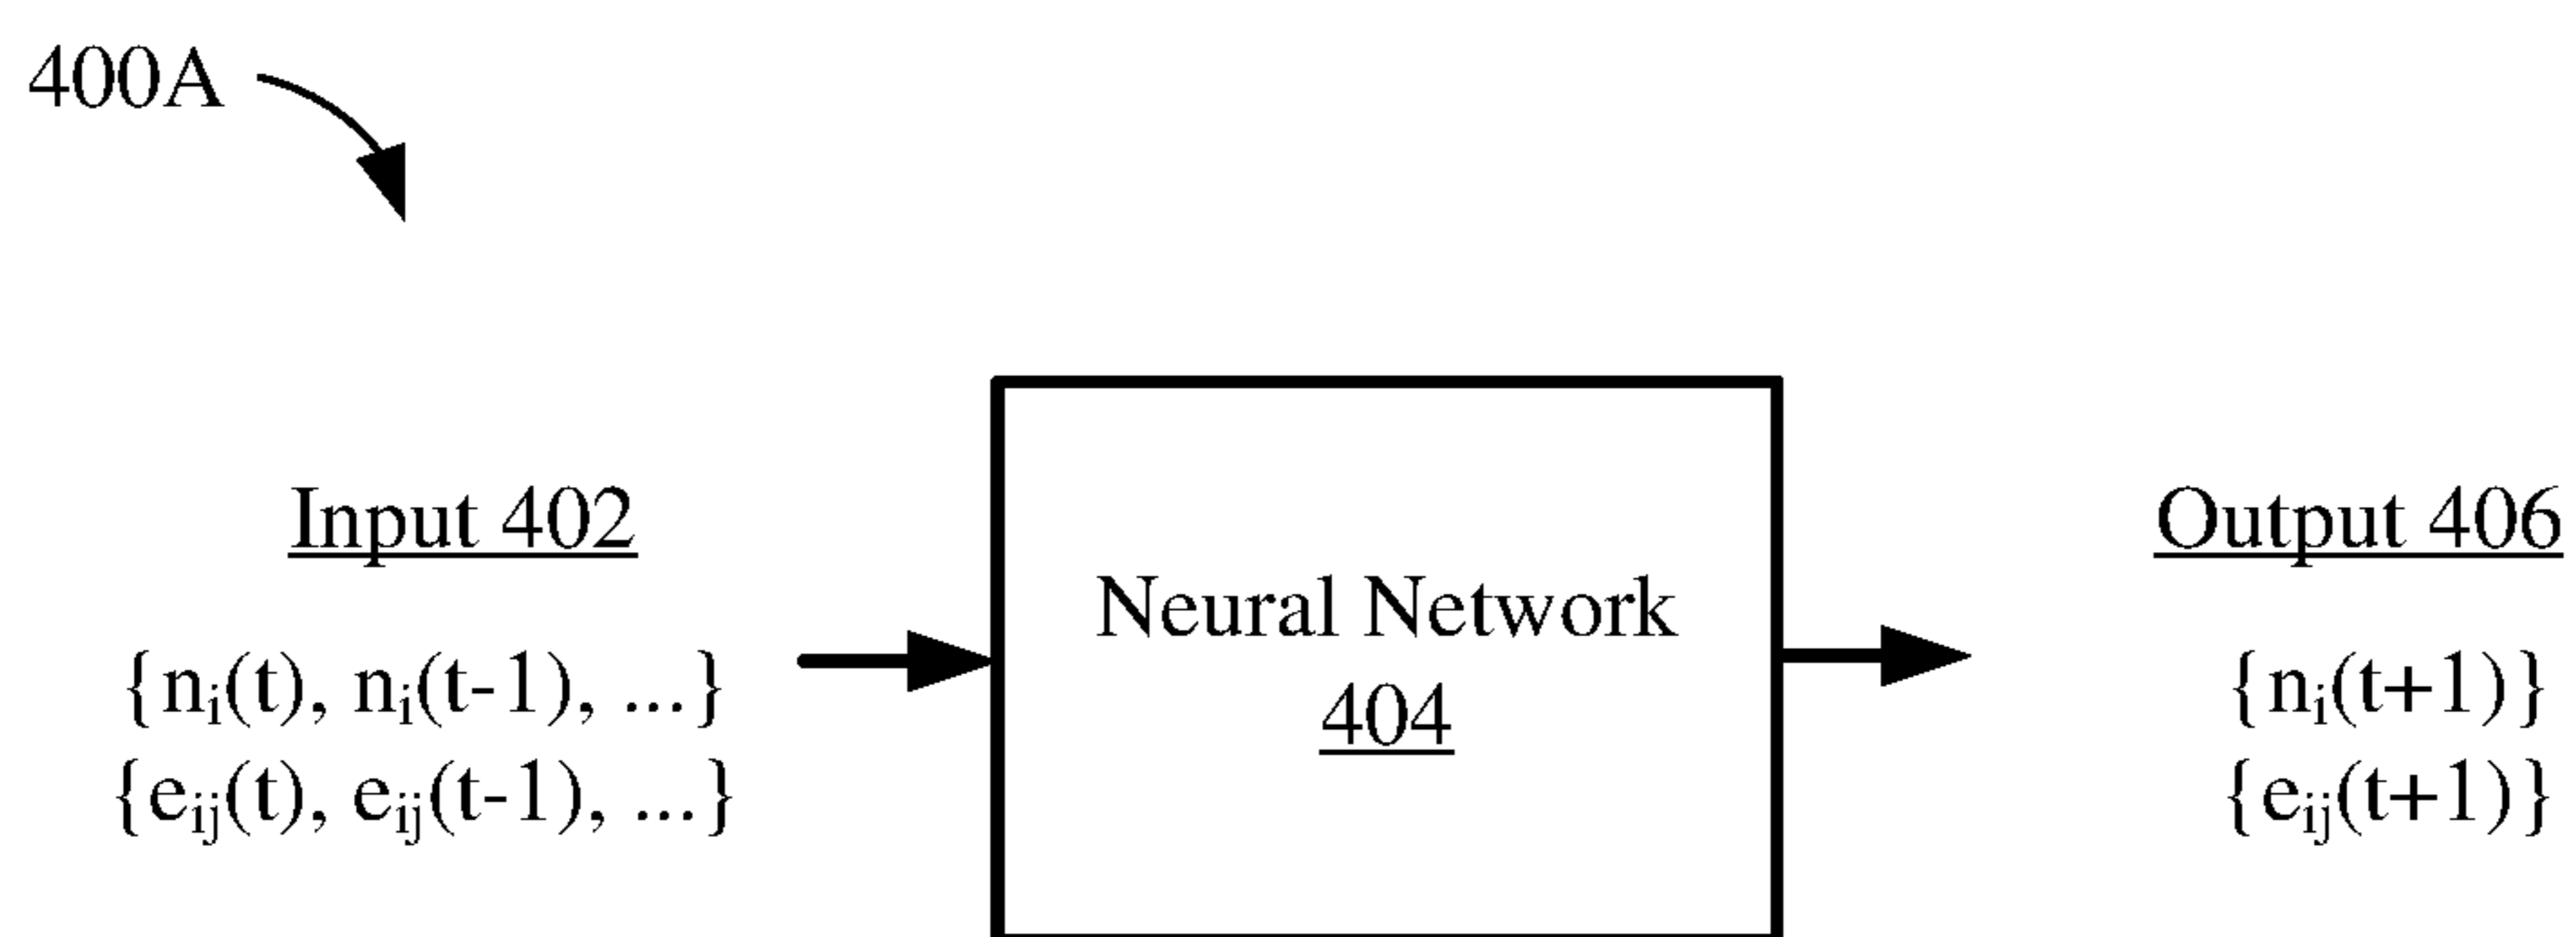 400A
Input 402
{nᵢ(t), nᵢ(t-1), ...}
{eᵢⱼ(t), eᵢⱼ(t-1), ...}
Neural Network
404
Output 406
{nᵢ(t+1)}
{eᵢⱼ(t+1)}